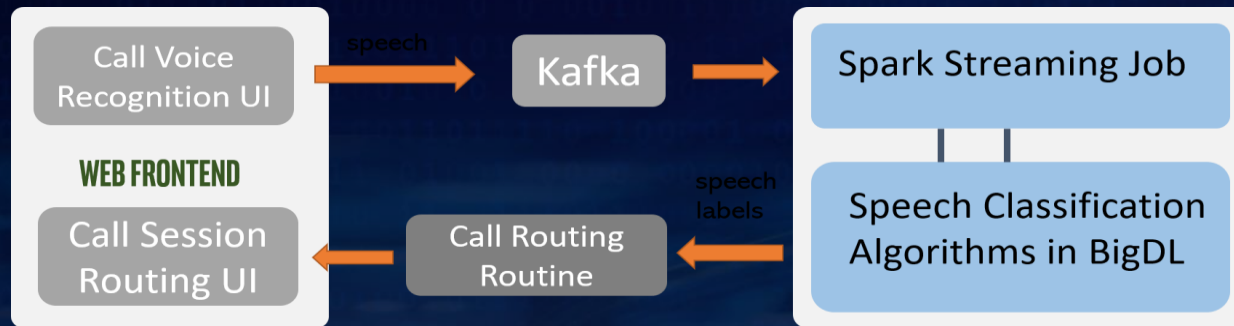 Call Voice
Recognition UI
speech
Kafka
Spark Streaming Job
WEB FRONTEND
speech
labels
Speech Classification
Algorithms in BigDL
Call Session
Routing UI
Call Routing
Routine